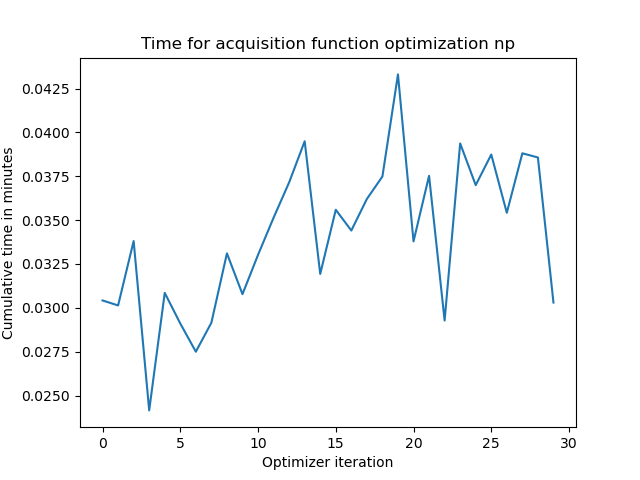 Time for acquisition function optimization np
Cumulative time in minutes
0.0425
0.0400
0.0375
0.0350
0.0325
0.0300
0.0275
0.0250
0 5 10 15 20 25 30
Optimizer iteration